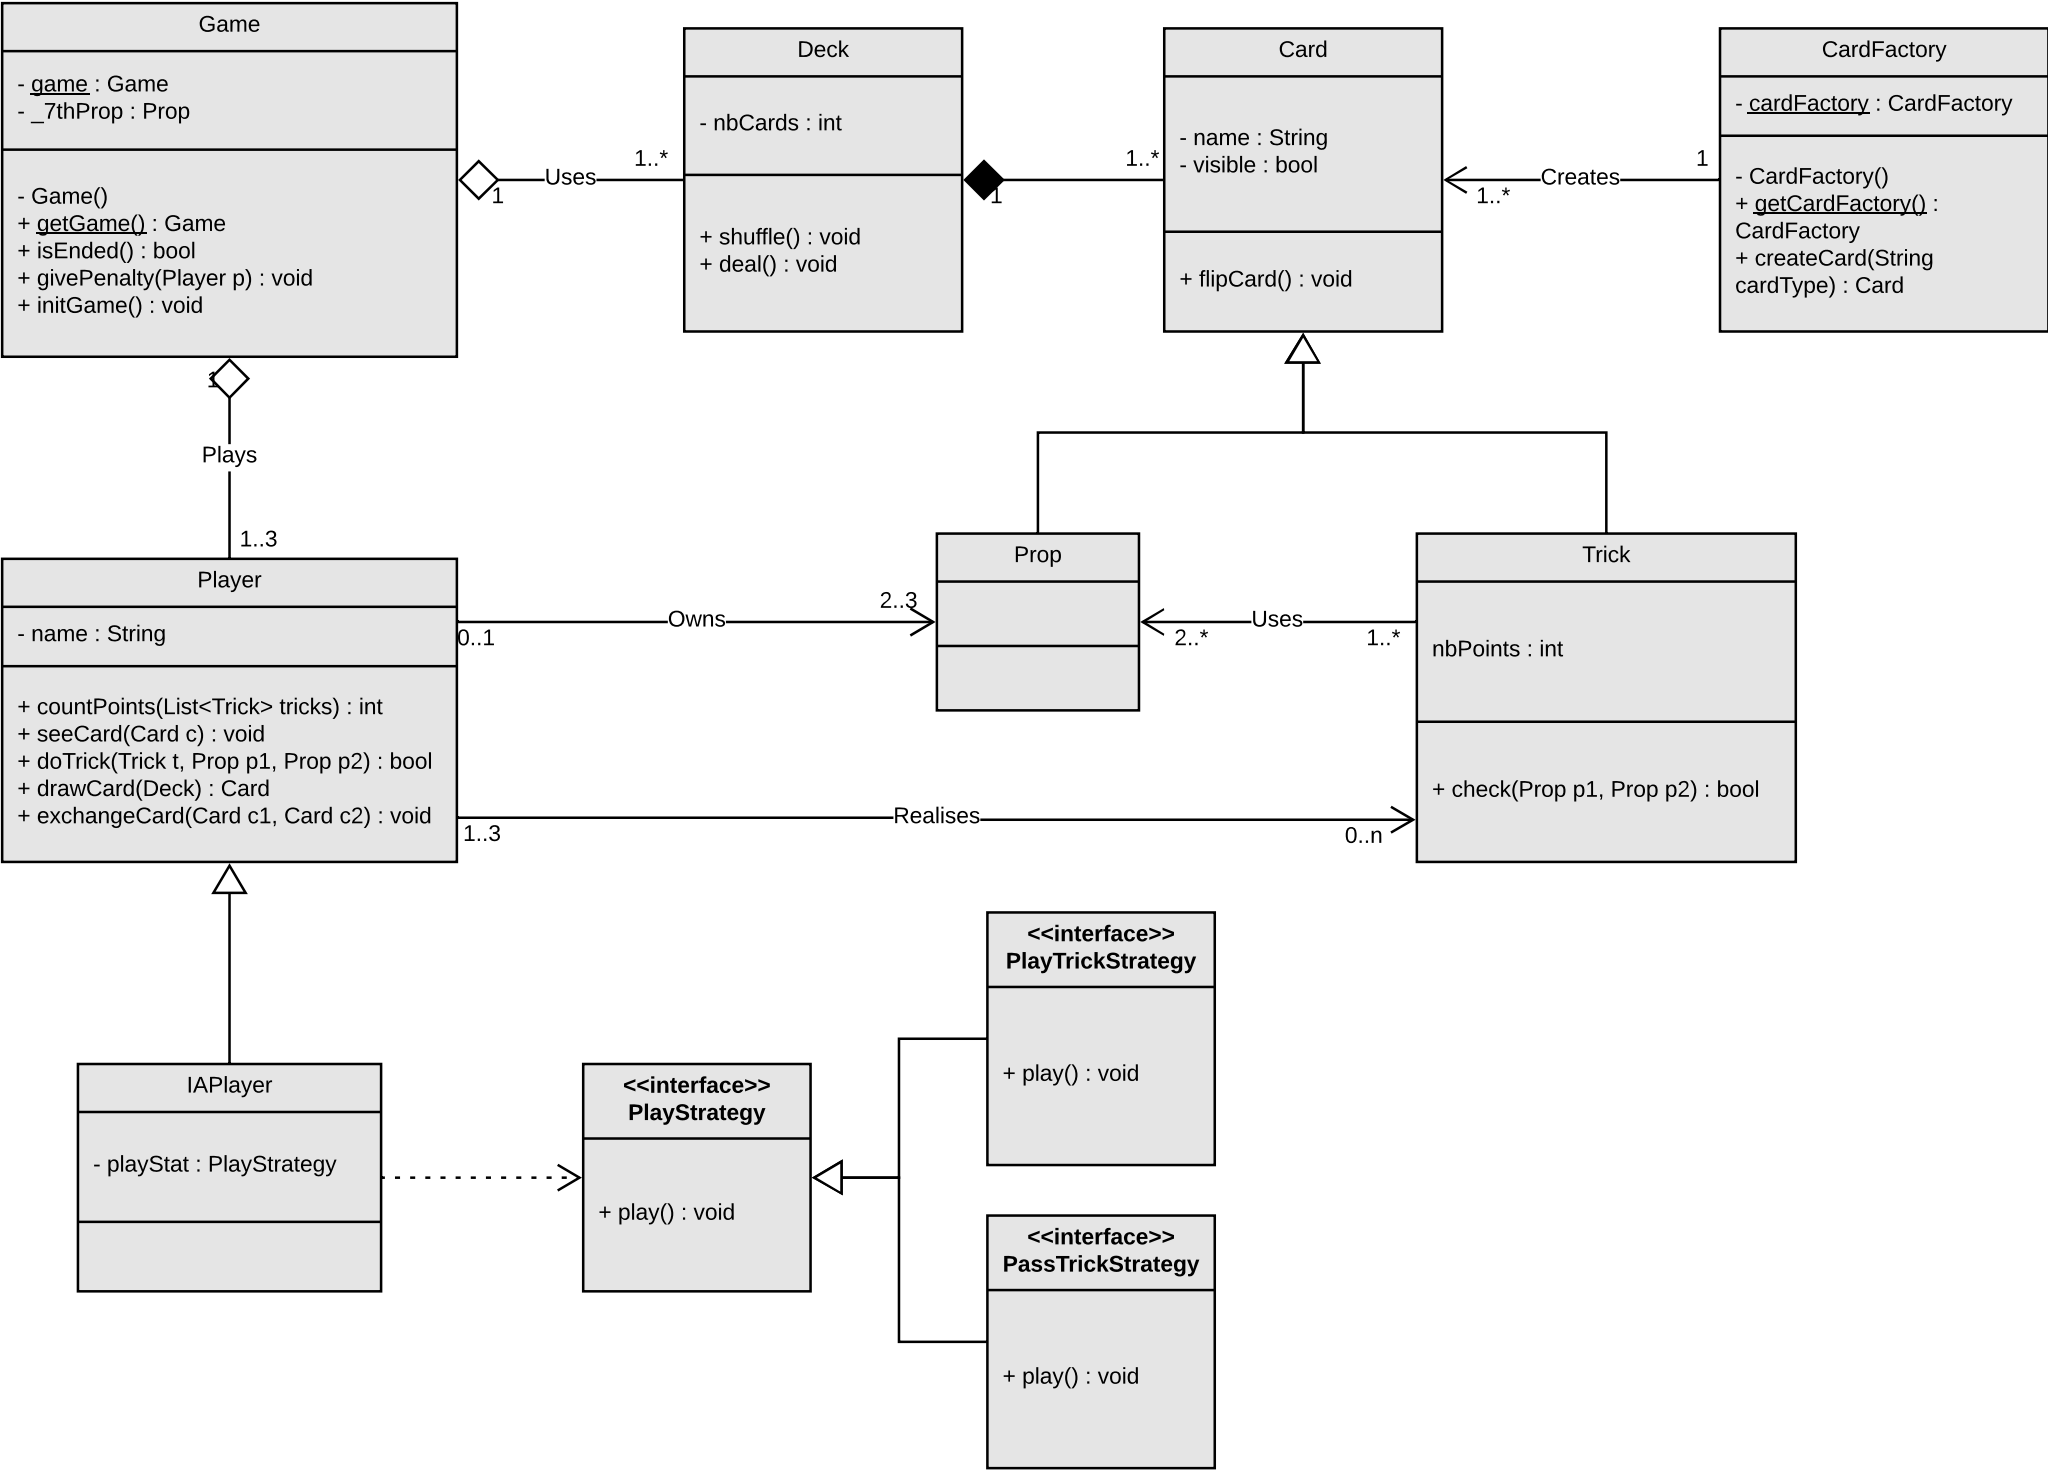 Game
- game : Game
- _7thProp : Prop
- Game()
+ getGame() : Game
+ isEnded() : bool
+ givePenalty(Player p) : void
+ initGame() : void
1
Uses
1..*
Deck
- nbCards : int
+ shuffle() : void
+ deal() : void
1
1..*
Card
- name : String
- visible : bool
+ flipCard() : void
1..*
Creates
1
CardFactory
- cardFactory : CardFactory
- CardFactory()
+ getCardFactory() :
CardFactory
+ createCard(String
cardType) : Card
1
Plays
1..3
Player
- name : String
+ countPoints(List<Trick> tricks) : int
+ seeCard(Card c) : void
+ doTrick(Trick t, Prop p1, Prop p2) : bool
+ drawCard(Deck) : Card
+ exchangeCard(Card c1, Card c2) : void
0..1
Owns
2..3
Prop
2..*
Uses
1..*
Trick
nbPoints : int
+ check(Prop p1, Prop p2) : bool
1..3
Realises
0..n
IAPlayer
- playStat : PlayStrategy
<<interface>>
PlayStrategy
+ play() : void
<<interface>>
PlayTrickStrategy
+ play() : void
<<interface>>
PassTrickStrategy
+ play() : void